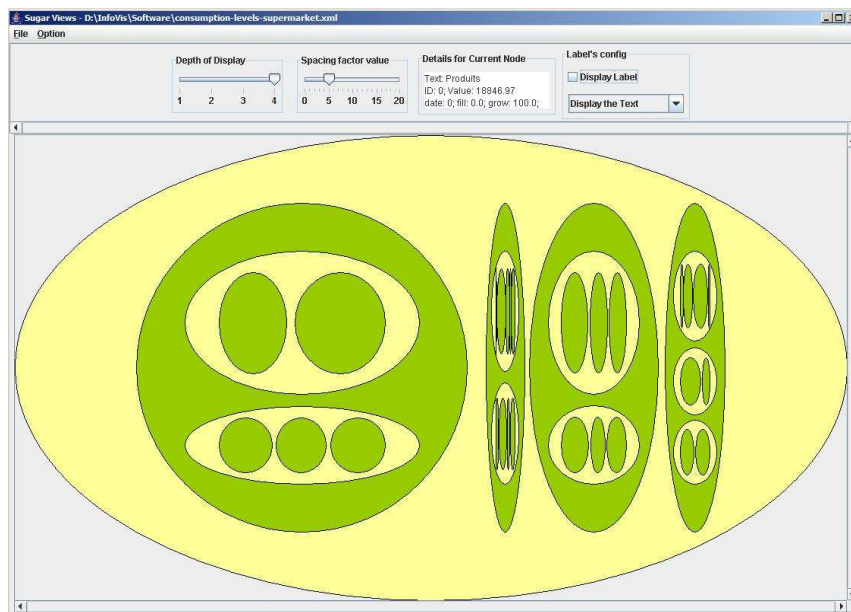 Sugar Views - D:\InfoVis\Software\consumption-levels-supermarket.xml
File Option
Depth of Display
1 2 3 4
Spacing factor value
0 5 10 15 20
Details for Current Node
Text: Produits
ID: 0; Value: 18846.97
date: 0; fill: 0.0; grow: 100.0;
Label's config
Display Label
Display the Text